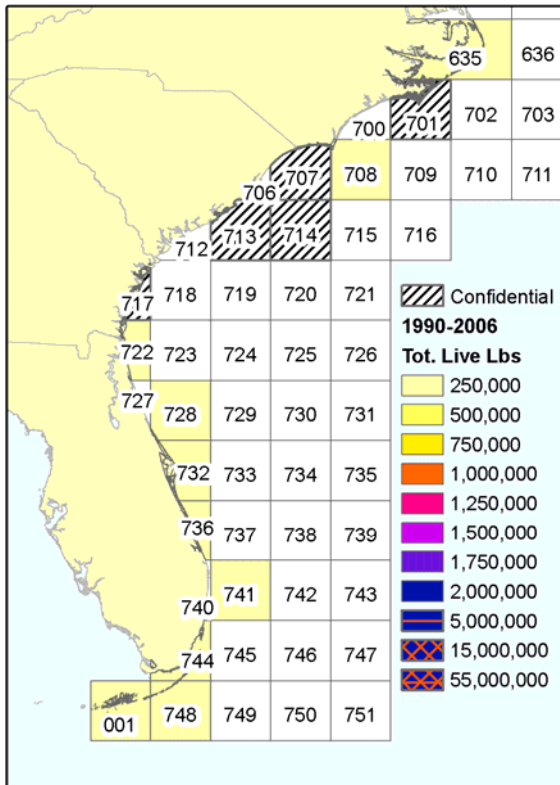 635 636
700 701 702 703
706 707 708 709 710 711
712 713 714 715 716
717 718 719 720 721
722 723 724 725 726
727 728 729 730 731
732 733 734 735
736 737 738 739
740 741 742 743
744 745 746 747
001 748 749 750 751
Confidential
1990-2006
Tot. Live Lbs
250,000
500,000
750,000
1,000,000
1,250,000
1,500,000
1,750,000
2,000,000
5,000,000
15,000,000
55,000,000